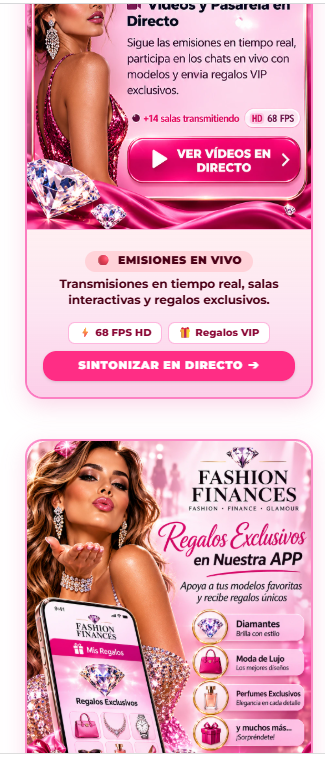 Vídeos y Pasarela en
Directo
Sigue las emisiones en tiempo real,
participa en los chats en vivo con
modelos y envia regalos VIP
exclusivos.
+14 salas transmitiendo HD 68 FPS
VER VÍDEOS EN
DIRECTO
EMISIONES EN VIVO
Transmisiones en tiempo real, salas
interactivas y regalos exclusivos.
68 FPS HD Regalos VIP
SINTONIZAR EN DIRECTO →
FASHION
FINANCES
FASHION • FINANCE • GLAMOUR
Regalos Exclusivos
en Nuestra APP
Apoya a tus modelos favoritas
y recibe regalos únicos
Diamantes
Brilla con estilo
Moda de Lujo
Los mejores diseños
Perfumes Exclusivos
Elegancia en cada detalle
y muchos más...
¡Sorpréndete!
9:41
FASHION
FINANCES
Mis Regalos
Regalos Exclusivos